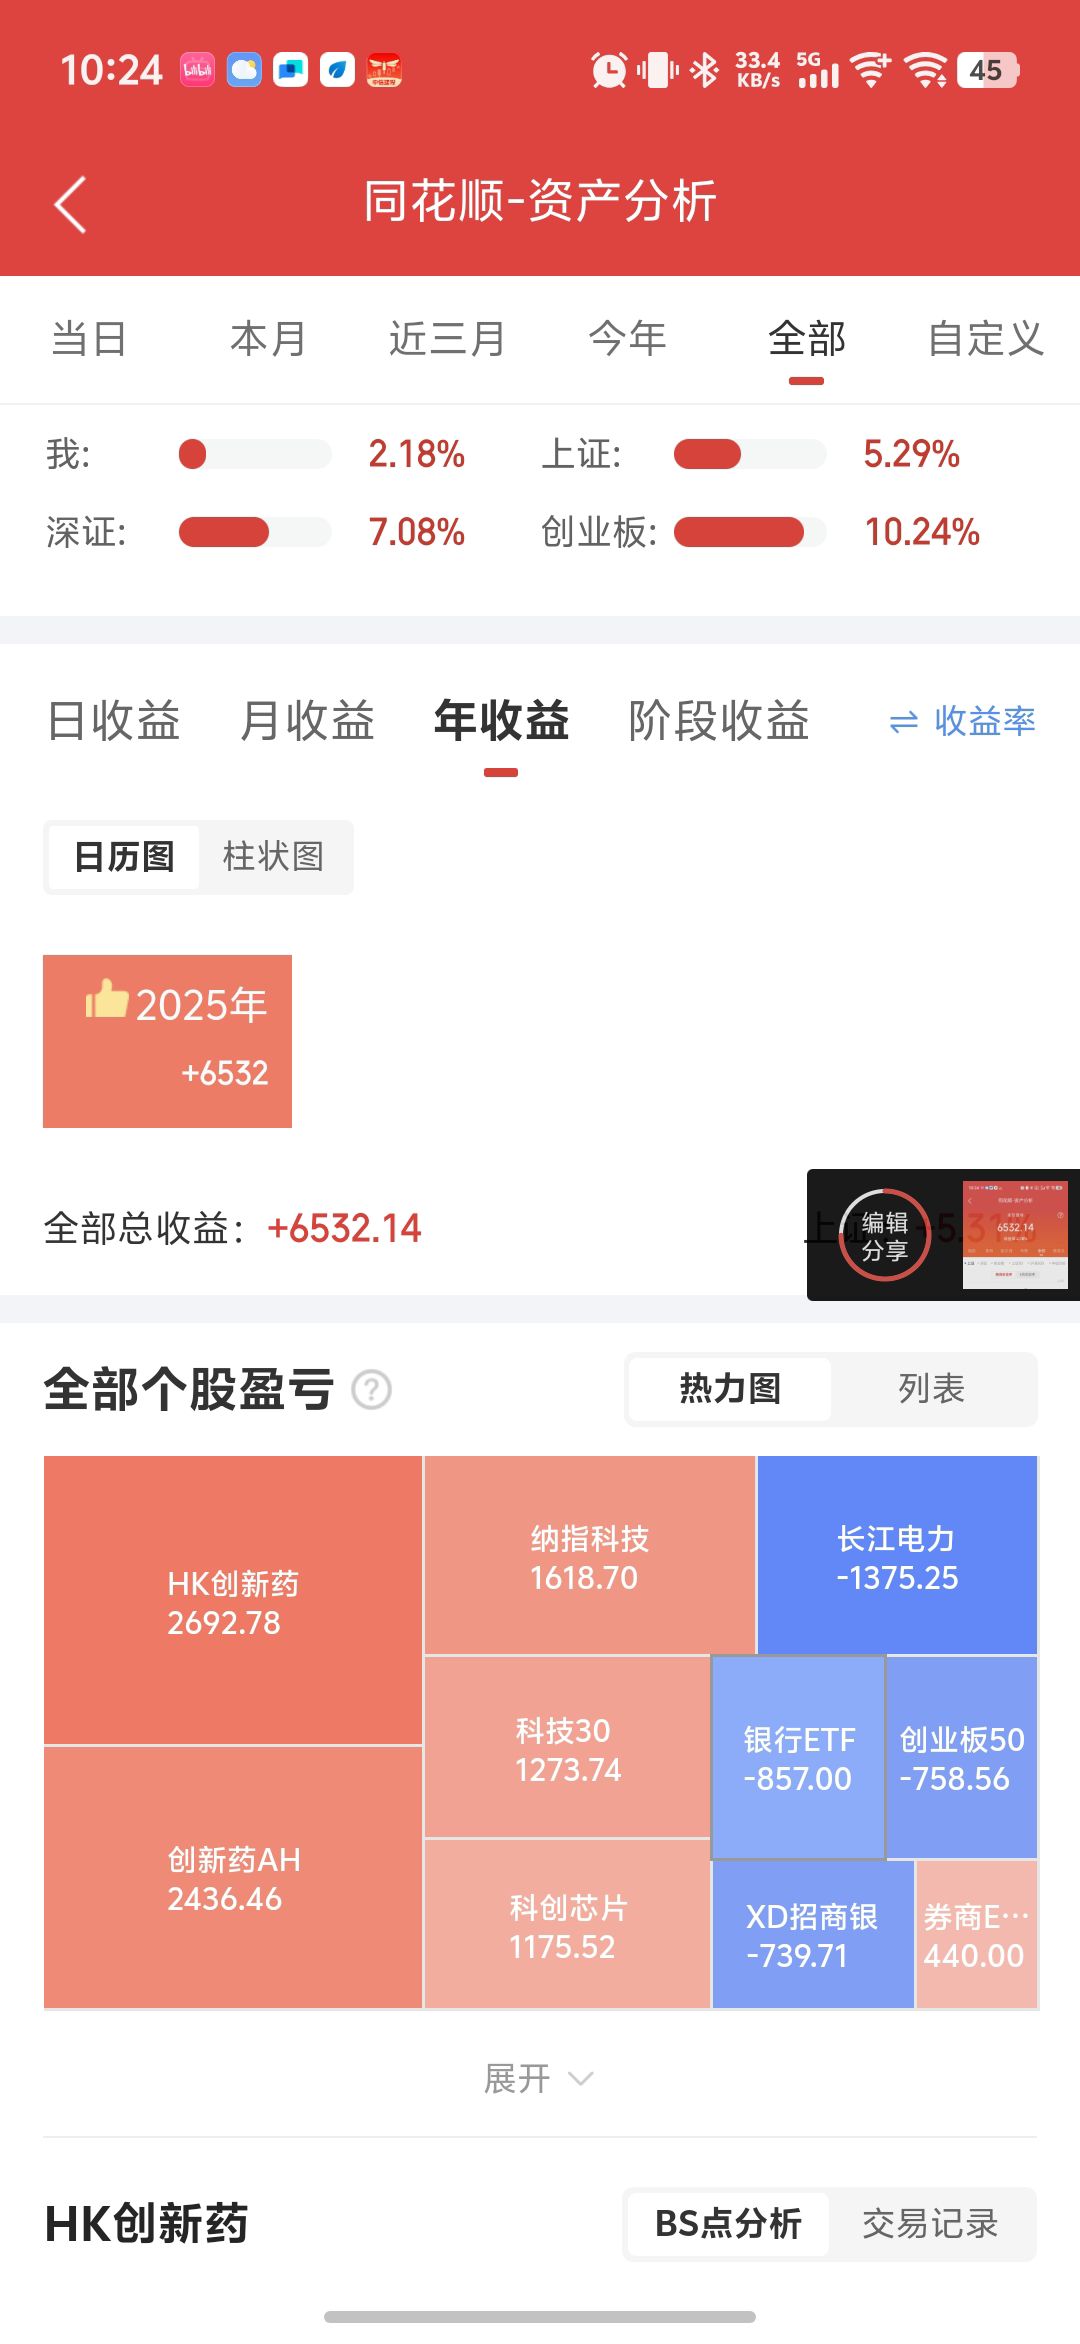 10:24
bilibili
33.4 KB/s
5G
45
同花顺-资产分析
当日 本月 近三月 今年 全部 自定义
我: 2.18% 上证: 5.29%
深证: 7.08% 创业板: 10.24%
日收益 月收益 年收益 阶段收益 收益率
日历图 柱状图
2025年
+6532
全部总收益：+6532.14
编辑
分享
6532.14
全部个股盈亏 ?
热力图 列表
HK创新药
2692.78
纳指科技
1618.70
长江电力
-1375.25
科技30
1273.74
银行ETF
-857.00
创业板50
-758.56
创新药AH
2436.46
科创芯片
1175.52
XD招商银
-739.71
券商E…
440.00
展开
HK创新药
BS点分析 交易记录